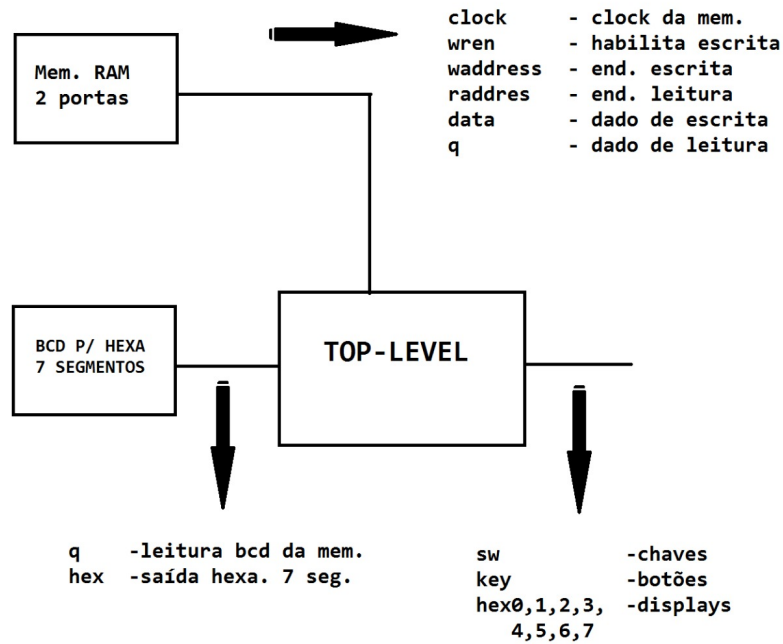 clock - clock da mem.
wren - habilita escrita
waddress - end. escrita
raddres - end. leitura
data - dado de escrita
q - dado de leitura
Mem. RAM
2 portas
BCD P/ HEXA
7 SEGMENTOS
TOP-LEVEL
q -leitura bcd da mem.
hex -saída hexa. 7 seg.
sw -chaves
key -botões
hex0,1,2,3, -displays
4,5,6,7